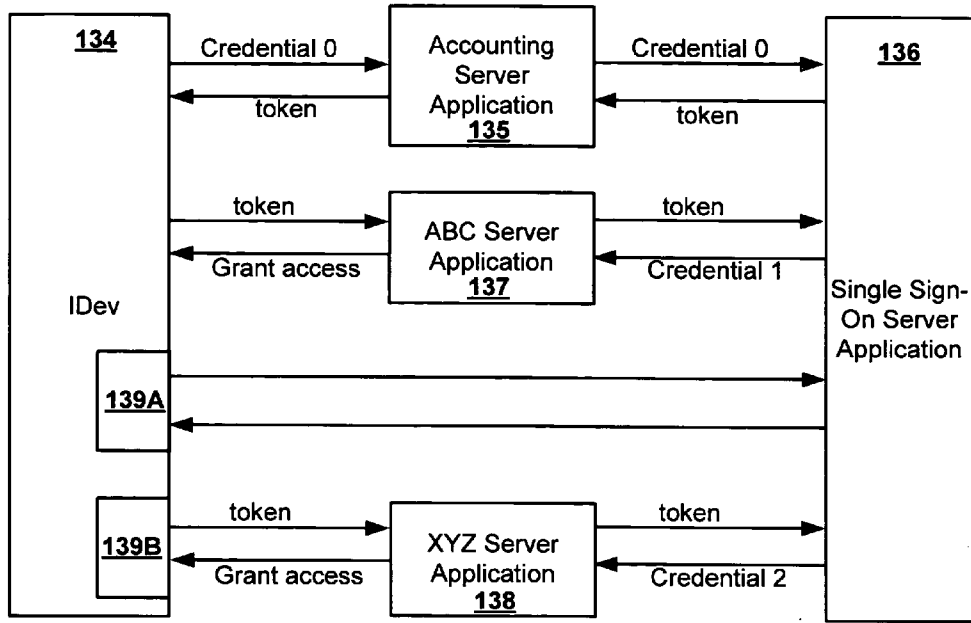 134
Credential 0
token
Accounting
Server
Application
135
Credential 0
token
136
token
Grant access
ABC Server
Application
137
token
Credential 1
IDev
Single Sign-
On Server
Application
139A
139B
token
Grant access
XYZ Server
Application
138
token
Credential 2